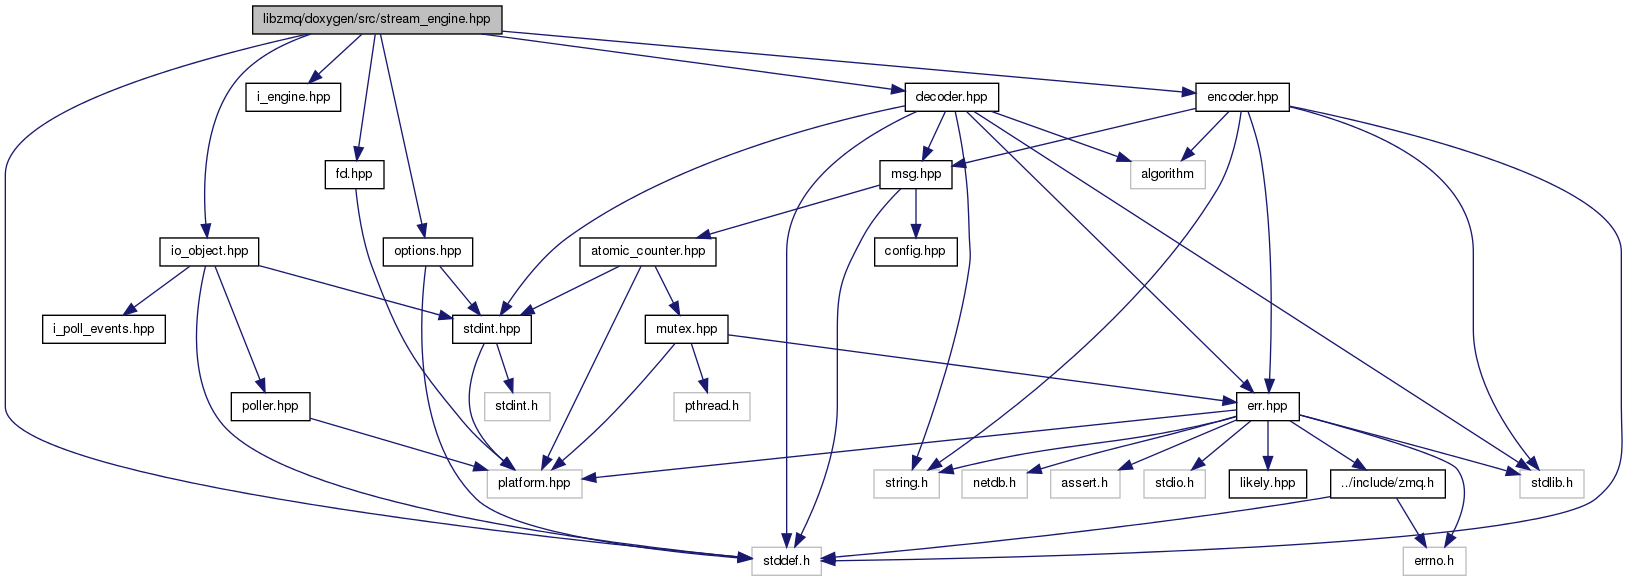 libzmq/doxygen/src/stream_engine.hpp
i_engine.hpp
decoder.hpp
encoder.hpp
fd.hpp
msg.hpp
algorithm
io_object.hpp
options.hpp
atomic_counter.hpp
config.hpp
i_poll_events.hpp
stdint.hpp
mutex.hpp
poller.hpp
stdint.h
pthread.h
err.hpp
platform.hpp
string.h
netdb.h
assert.h
stdio.h
likely.hpp
../include/zmq.h
stdlib.h
stddef.h
errno.h